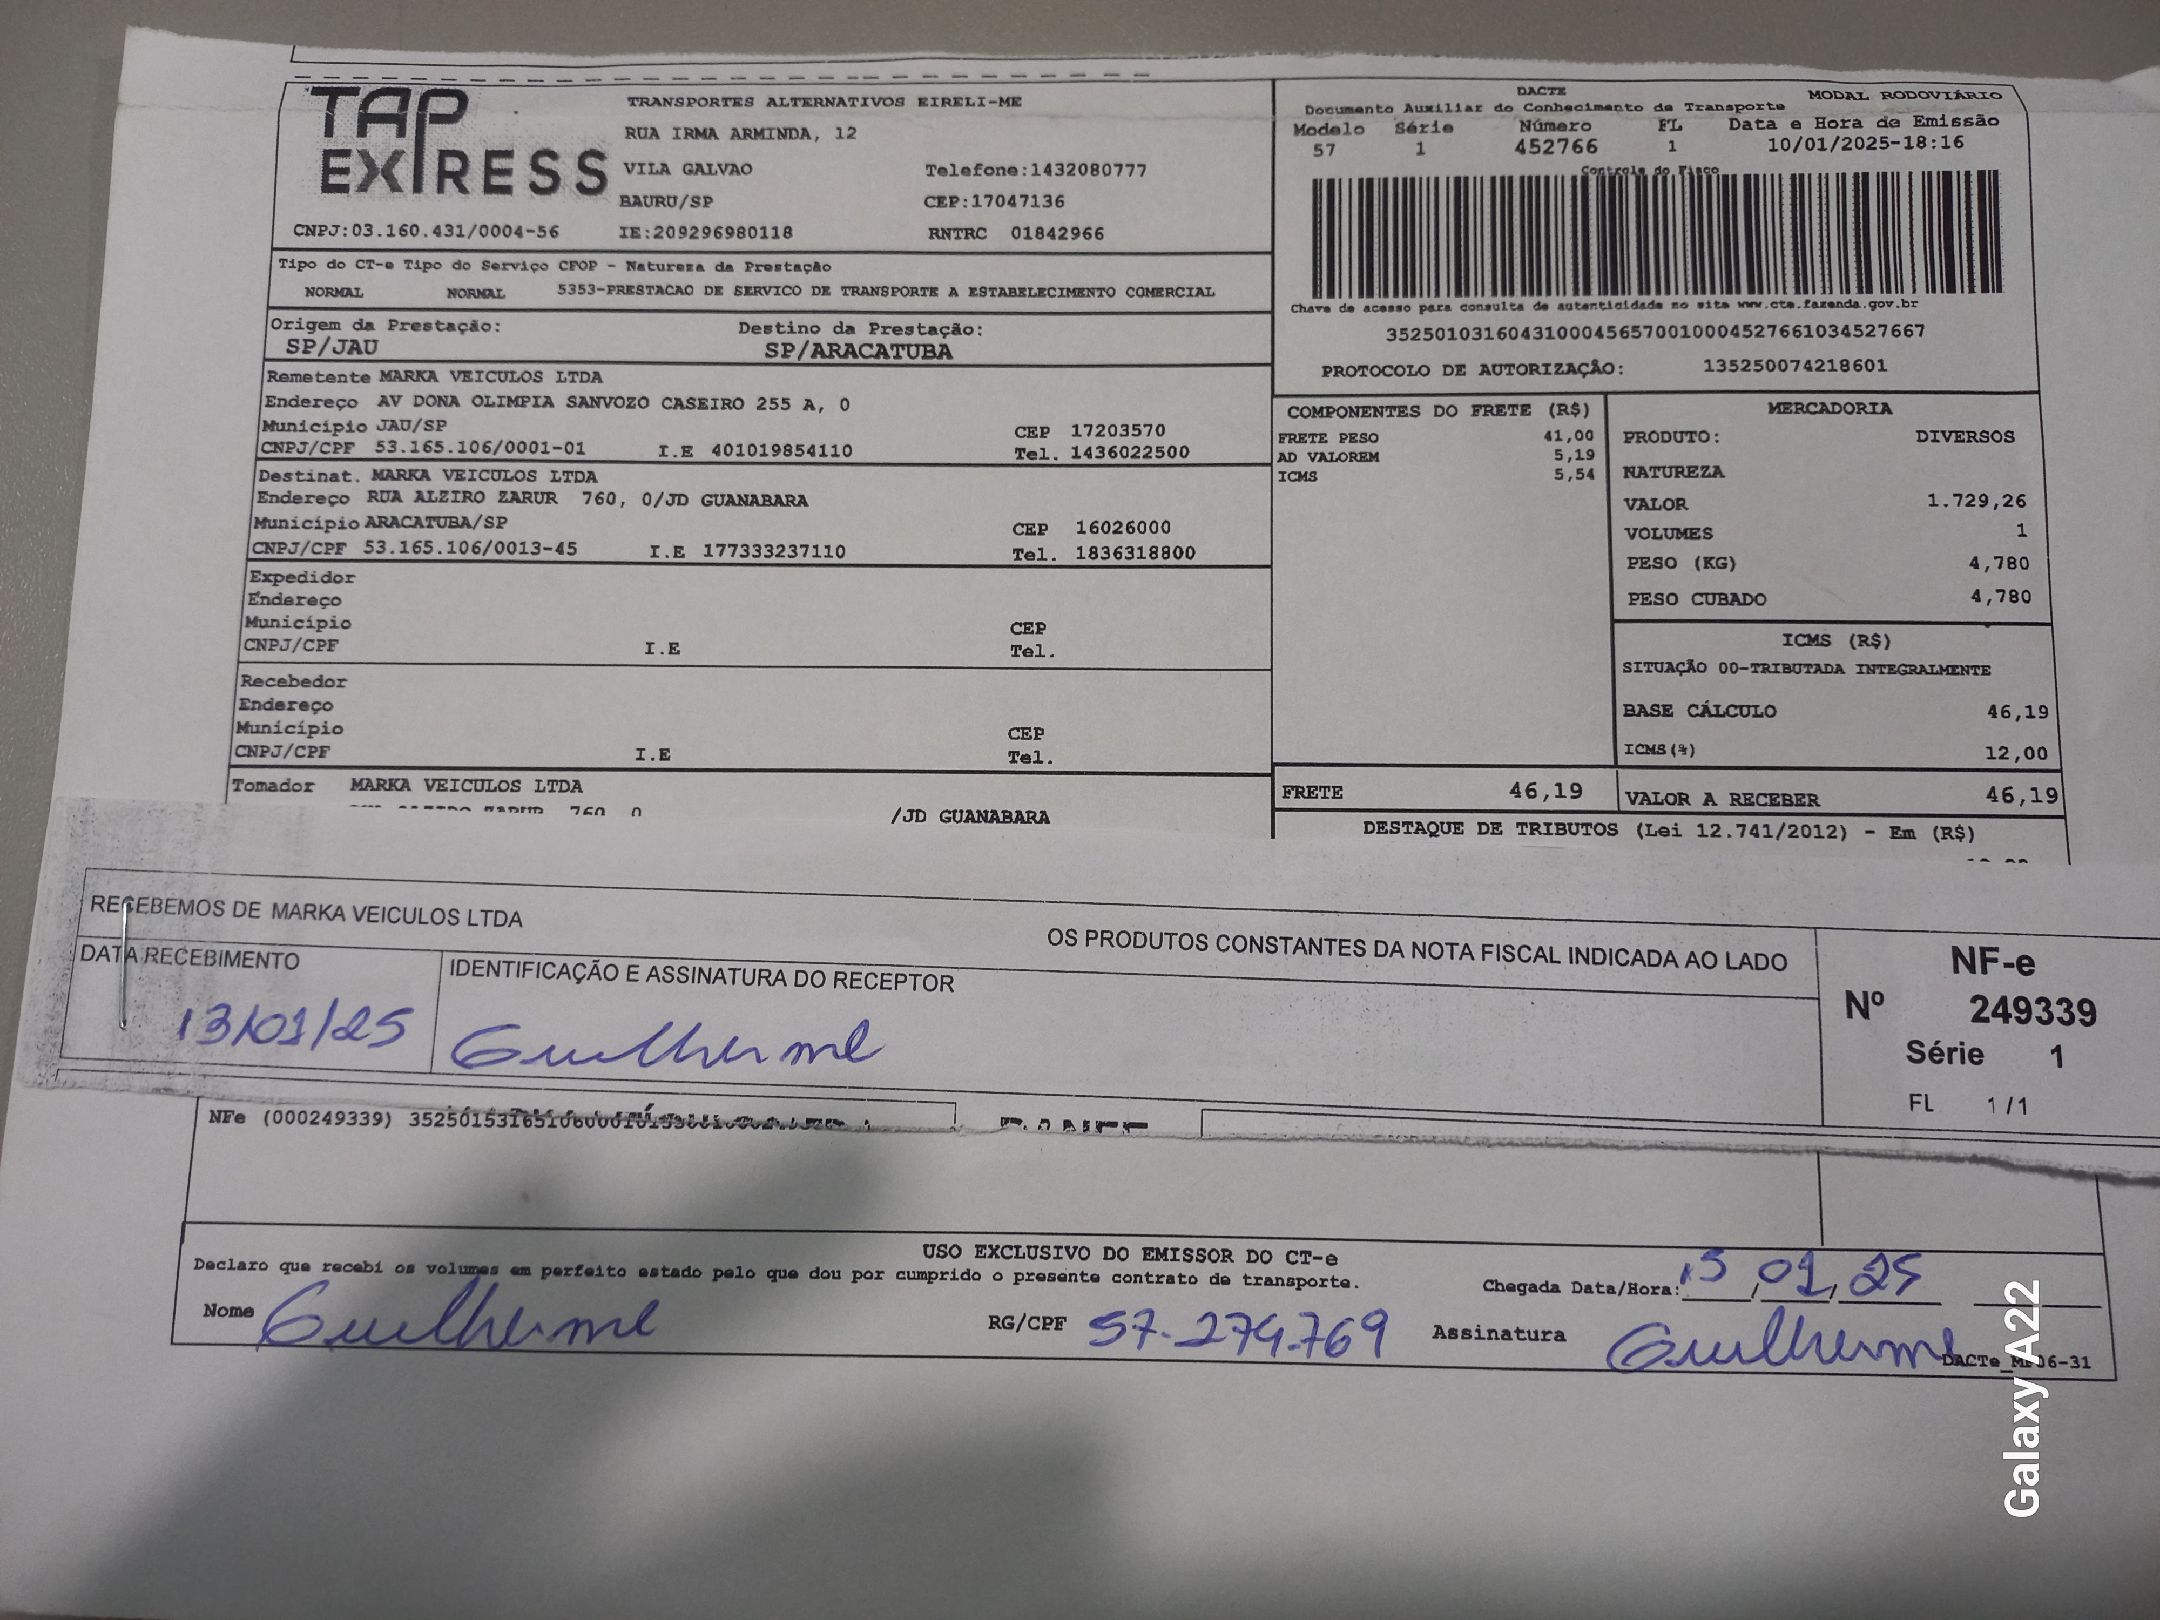 TAP EXPRESS
TRANSPORTES ALTERNATIVOS EIRELI-ME
RUA IRMA ARMINDA, 12
VILA GALVAO Telefone:1432080777
BAURU/SP CEP:17047136
CNPJ:03.160.431/0004-56 IE:209296980118 RNTRC 01842966
DACTE
Documento Auxiliar do Conhecimento de Transporte MODAL RODOVIÁRIO
Modelo Série Número FL Data e Hora de Emissão
57 1 452766 1 10/01/2025-18:16
Controle do Fisco
Chave de acesso para consulta de autenticidade no site www.cte.fazenda.gov.br
35250103160431000456570010004527661034527667
PROTOCOLO DE AUTORIZAÇÃO: 135250074218601
Tipo do CT-e Tipo do Serviço CFOP - Natureza da Prestação
NORMAL NORMAL 5353-PRESTACAO DE SERVICO DE TRANSPORTE A ESTABELECIMENTO COMERCIAL
Origem da Prestação: Destino da Prestação:
SP/JAU SP/ARACATUBA
Remetente MARKA VEICULOS LTDA
Endereço AV DONA OLIMPIA SANVOZO CASEIRO 255 A, 0
Município JAU/SP CEP 17203570
CNPJ/CPF 53.165.106/0001-01 I.E 401019854110 Tel. 1436022500
Destinat. MARKA VEICULOS LTDA
Endereço RUA ALZIRO ZARUR 760, 0/JD GUANABARA
Município ARACATUBA/SP CEP 16026000
CNPJ/CPF 53.165.106/0013-45 I.E 177333237110 Tel. 1836318800
Expedidor
Endereço
Município CEP
CNPJ/CPF I.E Tel.
Recebedor
Endereço
Município CEP
CNPJ/CPF I.E Tel.
Tomador MARKA VEICULOS LTDA
760, 0 /JD GUANABARA
COMPONENTES DO FRETE (R$)
FRETE PESO 41,00
AD VALOREM 5,19
ICMS 5,54
MERCADORIA
PRODUTO: DIVERSOS
NATUREZA
VALOR 1.729,26
VOLUMES 1
PESO (KG) 4,780
PESO CUBADO 4,780
ICMS (R$)
SITUAÇÃO 00-TRIBUTADA INTEGRALMENTE
BASE CÁLCULO 46,19
ICMS(%) 12,00
FRETE 46,19 VALOR A RECEBER 46,19
DESTAQUE DE TRIBUTOS (Lei 12.741/2012) - Em (R$)
RECEBEMOS DE MARKA VEICULOS LTDA OS PRODUTOS CONSTANTES DA NOTA FISCAL INDICADA AO LADO
DATA RECEBIMENTO IDENTIFICAÇÃO E ASSINATURA DO RECEPTOR
13/01/25 Guilherme
NF-e
Nº 249339
Série 1
FL 1/1
NFe (000249339)
USO EXCLUSIVO DO EMISSOR DO CT-e
Declaro que recebi os volumes em perfeito estado pelo que dou por cumprido o presente contrato de transporte.
Chegada Data/Hora: 13/01/25
Nome Guilherme RG/CPF 57.274.769 Assinatura Guilherme
DACTe_MP06-31
Galaxy A22